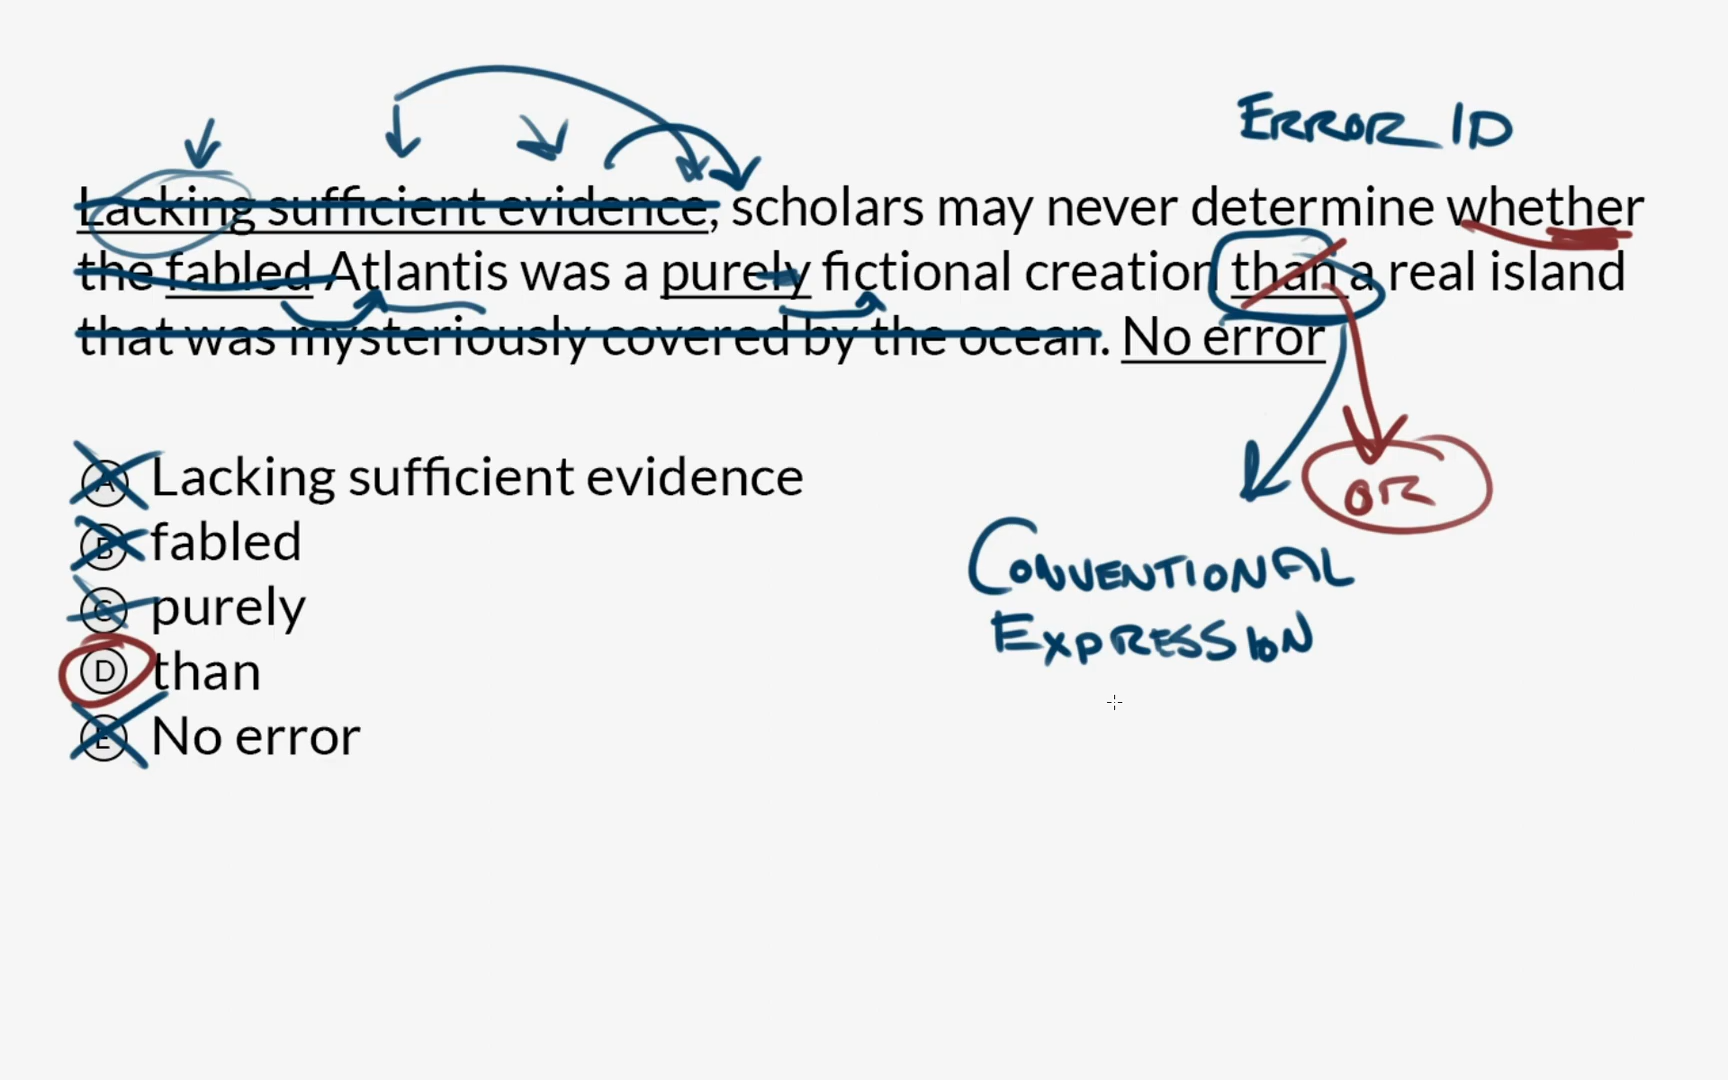 ERROR ID
Lacking sufficient evidence, scholars may never determine whether
the fabled Atlantis was a purely fictional creation than a real island
that was mysteriously covered by the ocean. No error
A Lacking sufficient evidence
B fabled
C purely
D than
E No error
OR
CONVENTIONAL
EXPRESSION